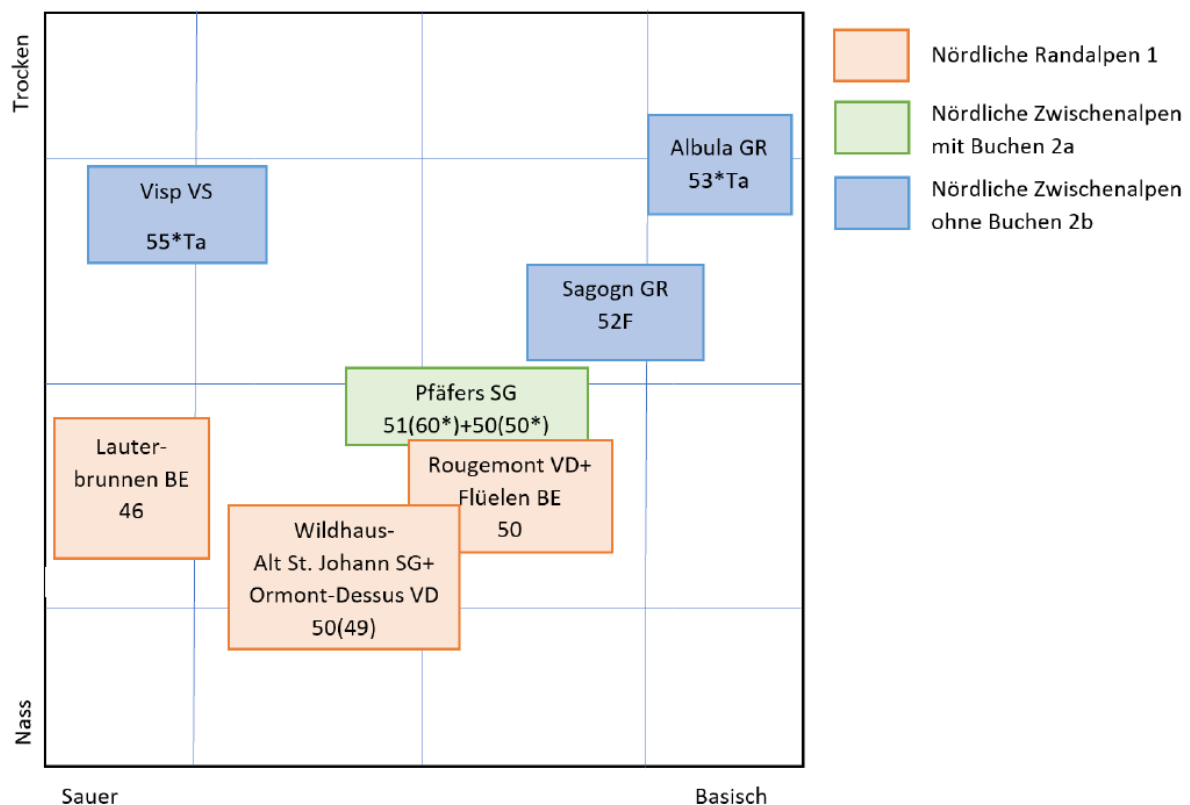 Trocken
Nass
Sauer
Basisch
Visp VS
55*Ta
Albula GR
53*Ta
Sagogn GR
52F
Pfäfers SG
51(60*)+50(50*)
Lauter-
brunnen BE
46
Rougemont VD+
Flüelen BE
50
Wildhaus-
Alt St. Johann SG+
Ormont-Dessus VD
50(49)
Nördliche Randalpen 1
Nördliche Zwischenalpen
mit Buchen 2a
Nördliche Zwischenalpen
ohne Buchen 2b